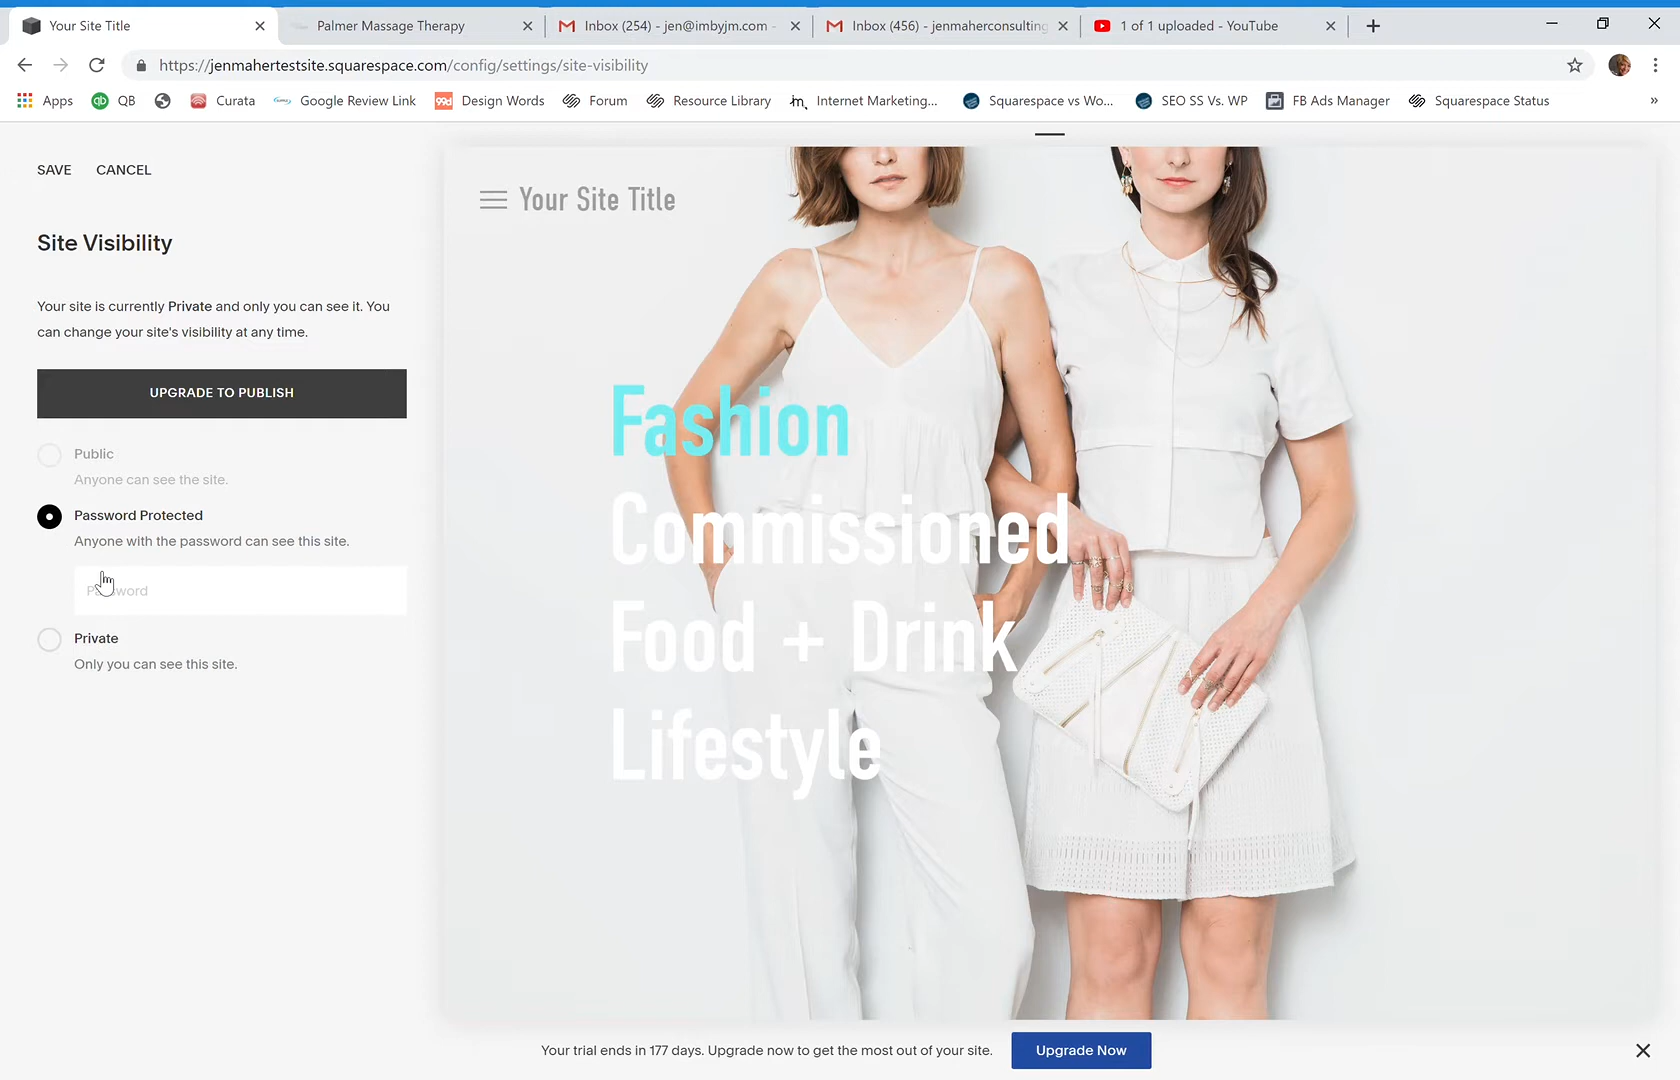 Your Site Title
Palmer Massage Therapy
Inbox (254) - jen@imbyjm.com -
Inbox (456) - jenmaherconsulting
1 of 1 uploaded - YouTube
https://jenmahertestsite.squarespace.com/config/settings/site-visibility
Apps
QB
Curata
Google Review Link
99d Design Words
Forum
Resource Library
Internet Marketing...
Squarespace vs Wo...
SEO SS Vs. WP
FB Ads Manager
Squarespace Status
»
SAVE CANCEL
Site Visibility
Your site is currently Private and only you can see it. You
can change your site's visibility at any time.
UPGRADE TO PUBLISH
Public
Anyone can see the site.
Password Protected
Anyone with the password can see this site.
Password
Private
Only you can see this site.
Your Site Title
Fashion
Commissioned
Food + Drink
Lifestyle
Your trial ends in 177 days. Upgrade now to get the most out of your site.
Upgrade Now